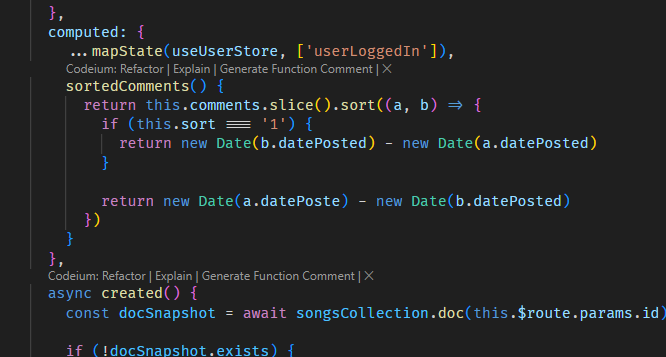 },
computed: {
...mapState(useUserStore, ['userLoggedIn']),
Codeium: Refactor | Explain | Generate Function Comment | ×
sortedComments() {
return this.comments.slice().sort((a, b) => {
if (this.sort === '1') {
return new Date(b.datePosted) - new Date(a.datePosted)
}
return new Date(a.datePoste) - new Date(b.datePosted)
})
}
},
Codeium: Refactor | Explain | Generate Function Comment | ×
async created() {
const docSnapshot = await songsCollection.doc(this.$route.params.id)
if (!docSnapshot.exists) {